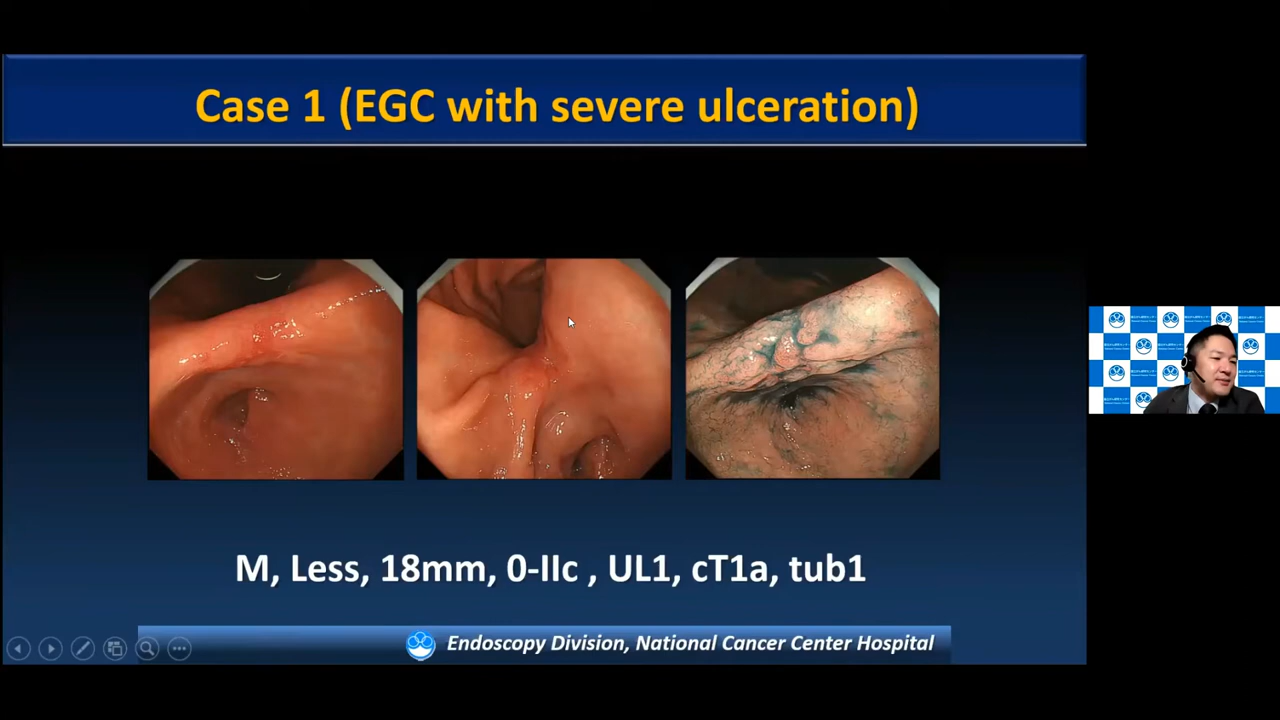 Case 1 (EGC with severe ulceration)
M, Less, 18mm, 0-IIc , UL1, cT1a, tub1
Endoscopy Division, National Cancer Center Hospital